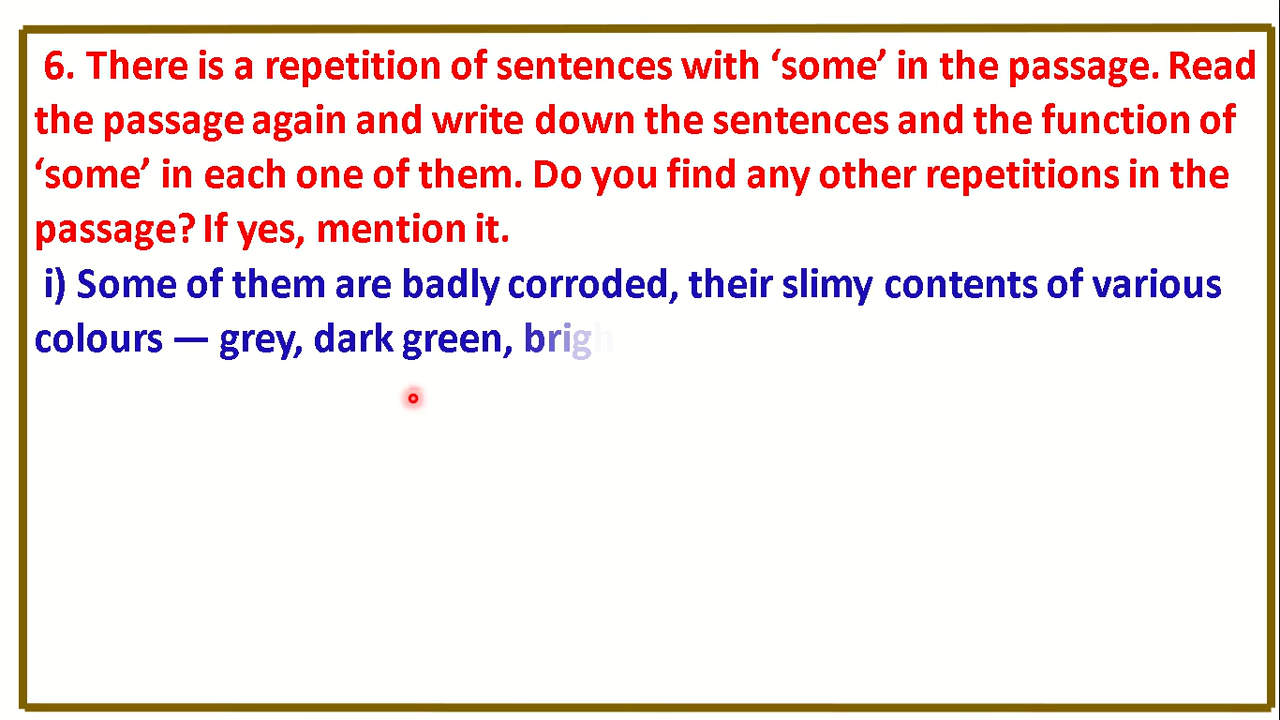 6. There is a repetition of sentences with ‘some’ in the passage. Read
the passage again and write down the sentences and the function of
‘some’ in each one of them. Do you find any other repetitions in the
passage? If yes, mention it.
i) Some of them are badly corroded, their slimy contents of various
colours — grey, dark green, brigh